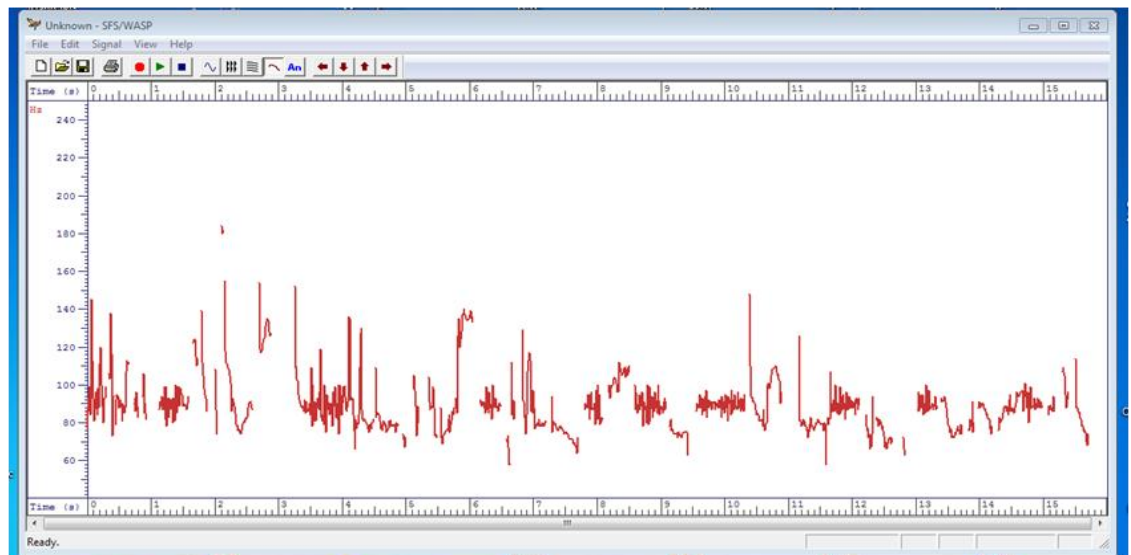 Unknown - SFS/WASP
File Edit Signal View Help
An
Time (s) 0 1 2 3 4 5 6 7 8 9 10 11 12 13 14 15
Hz
240
220
200
180
160
140
120
100
80
60
Time (s) 0 1 2 3 4 5 6 7 8 9 10 11 12 13 14 15
Ready.